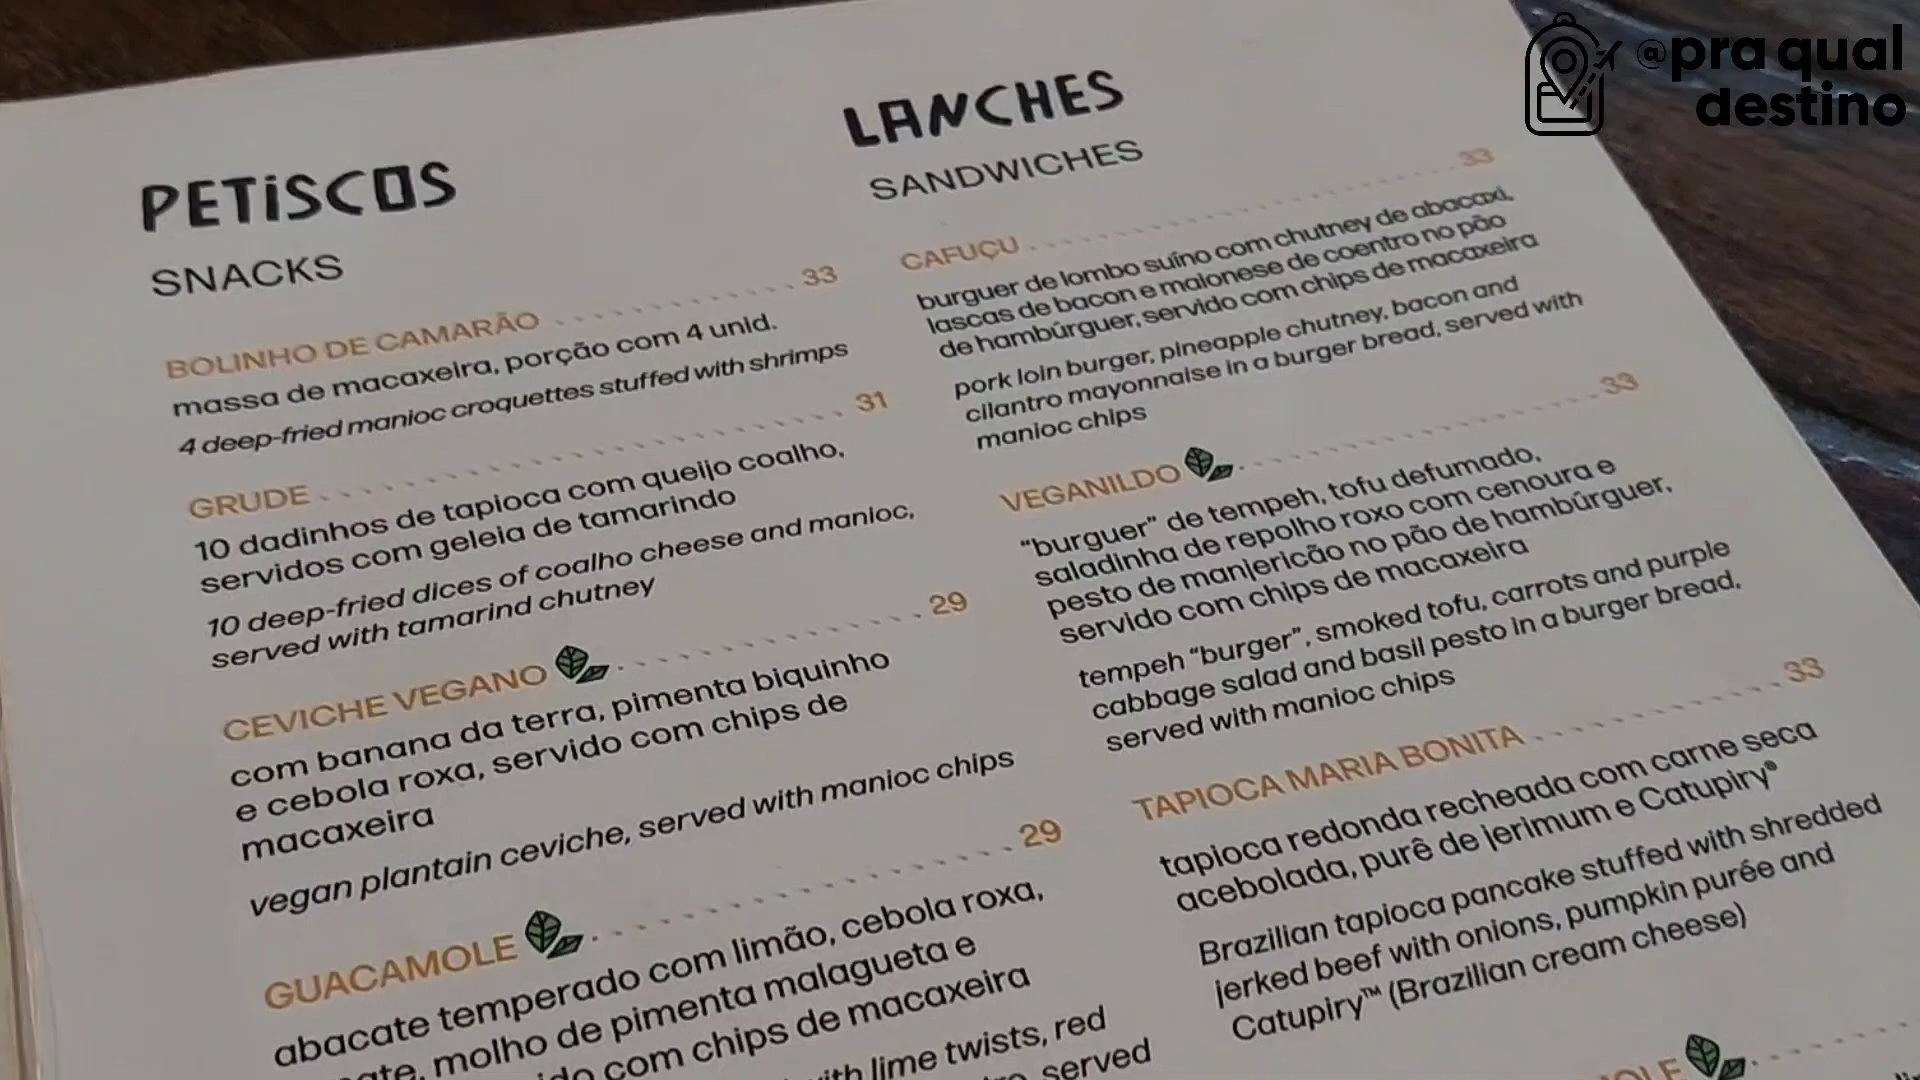 @pra qual
destino
PETiSCOS
SNACKS
BOLINHO DE CAMARÃO 33
massa de macaxeira, porção com 4 unid.
4 deep-fried manioc croquettes stuffed with shrimps
GRUDE 31
10 dadinhos de tapioca com queijo coalho,
servidos com geleia de tamarindo
10 deep-fried dices of coalho cheese and manioc,
served with tamarind chutney
CEVICHE VEGANO 29
com banana da terra, pimenta biquinho
e cebola roxa, servido com chips de
macaxeira
vegan plantain ceviche, served with manioc chips
GUACAMOLE 29
abacate temperado com limão, cebola roxa,
molho de pimenta malagueta e
com chips de macaxeira
lime twists, red
served
LANCHES
SANDWICHES
CAFUÇU 33
burguer de lombo suíno com chutney de abacaxi,
lascas de bacon e maionese de coentro no pão
de hambúrguer, servido com chips de macaxeira
pork loin burger, pineapple chutney, bacon and
cilantro mayonnaise in a burger bread, served with
manioc chips
VEGANILDO 33
“burguer” de tempeh, tofu defumado,
saladinha de repolho roxo com cenoura e
pesto de manjericão no pão de hambúrguer,
servido com chips de macaxeira
tempeh “burger”, smoked tofu, carrots and purple
cabbage salad and basil pesto in a burger bread,
served with manioc chips
TAPIOCA MARIA BONITA 33
tapioca redonda recheada com carne seca
acebolada, purê de jerimum e Catupiry®
Brazilian tapioca pancake stuffed with shredded
jerked beef with onions, pumpkin purée and
Catupiry™ (Brazilian cream cheese)